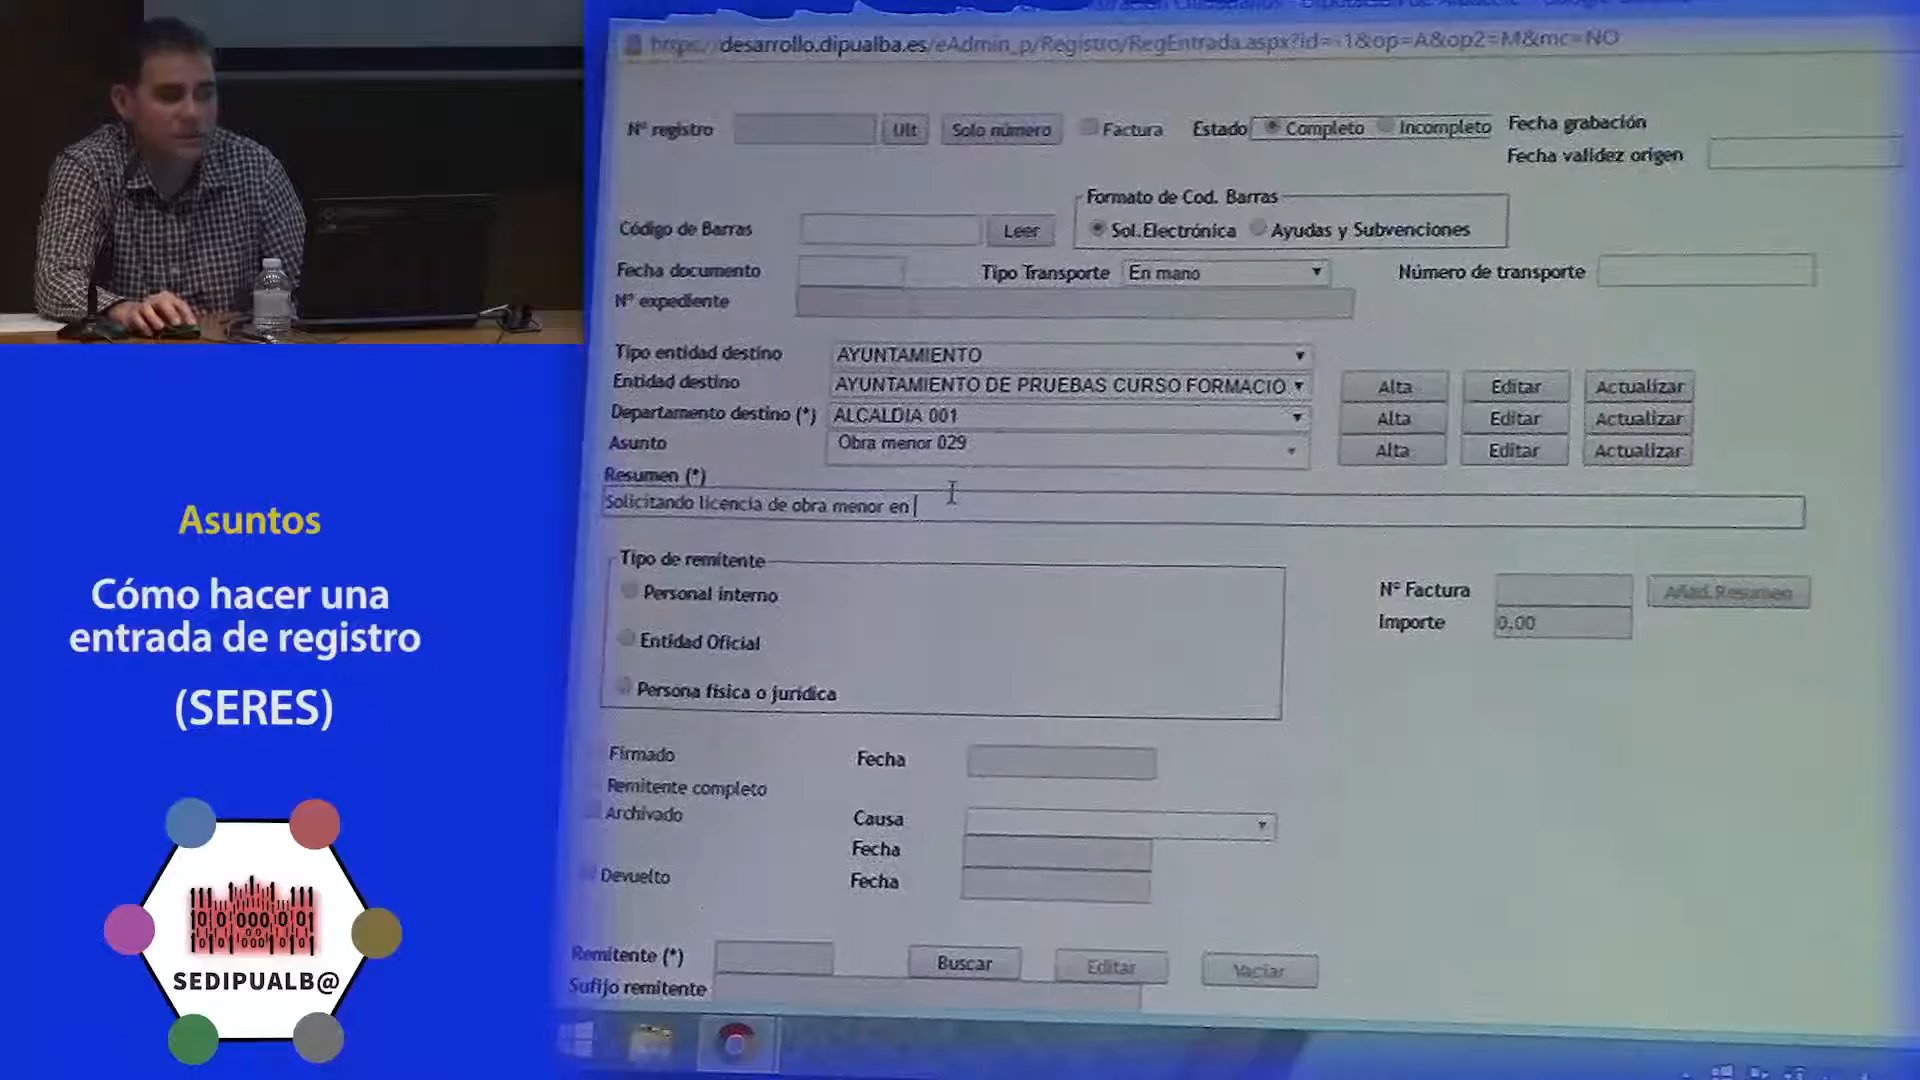 https://desarrollo.dipualba.es/eAdmin_p/Registro/RegEntrada.aspx?id=-1&op=A&op2=M&mc=NO
Nº registro Ult Solo número Factura Estado Completo Incompleto Fecha grabación
Fecha validez origen
Formato de Cod. Barras
Código de Barras Leer Sol.Electrónica Ayudas y Subvenciones
Fecha documento Tipo Transporte En mano Número de transporte
Nº expediente
Tipo entidad destino AYUNTAMIENTO
Entidad destino AYUNTAMIENTO DE PRUEBAS CURSO FORMACIO Alta Editar Actualizar
Departamento destino (*) ALCALDIA 001 Alta Editar Actualizar
Asunto Obra menor 029 Alta Editar Actualizar
Resumen (*)
Solicitando licencia de obra menor en
Tipo de remitente
Personal interno
Entidad Oficial
Persona física o jurídica
Nº Factura Añad.Resumen
Importe 0.00
Firmado Fecha
Remitente completo
Archivado Causa
Fecha
Devuelto Fecha
Remitente (*) Buscar Editar Vaciar
Sufijo remitente
Asuntos
Cómo hacer una
entrada de registro
(SERES)
SEDIPUALB@